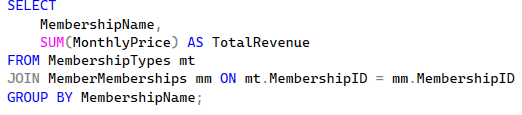 SELECT
    MembershipName,
    SUM(MonthlyPrice) AS TotalRevenue
FROM MembershipTypes mt
JOIN MemberMemberships mm ON mt.MembershipID = mm.MembershipID
GROUP BY MembershipName;